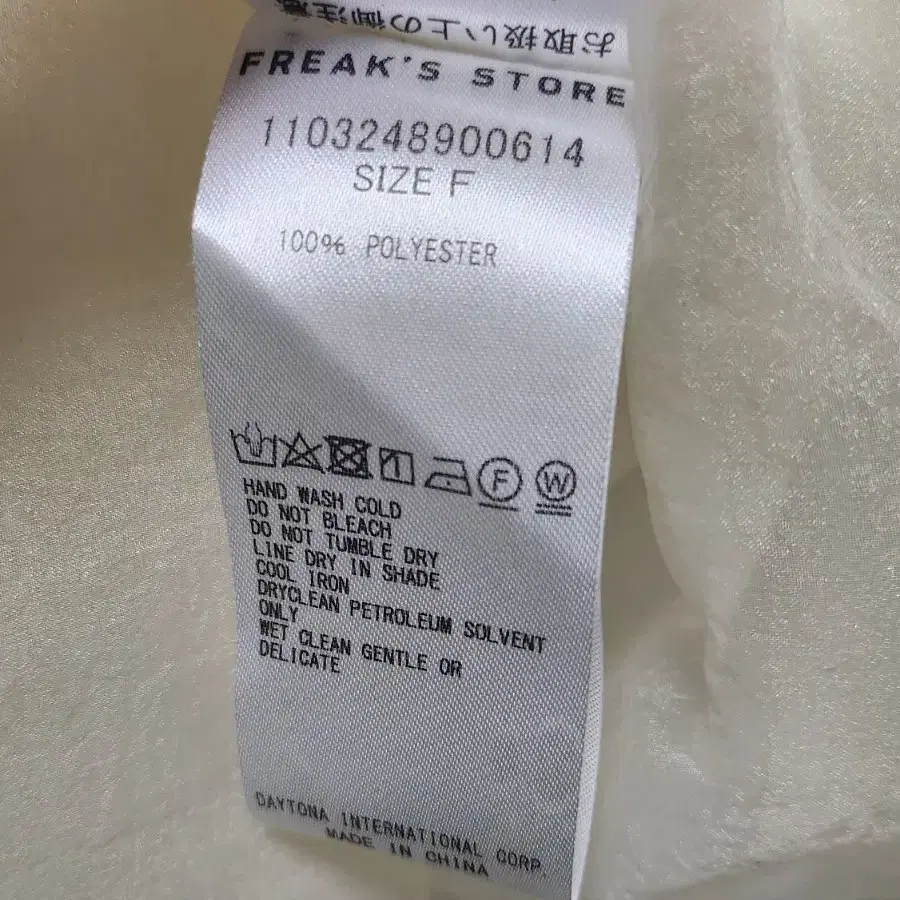 お取扱い上の御注意
FREAK'S STORE
1103248900614
SIZE F
100% POLYESTER
F W
HAND WASH COLD
DO NOT BLEACH
DO NOT TUMBLE DRY
LINE DRY IN SHADE
COOL IRON
DRYCLEAN PETROLEUM SOLVENT
ONLY
WET CLEAN GENTLE OR
DELICATE
DAYTONA INTERNATIONAL CORP.
MADE IN CHINA